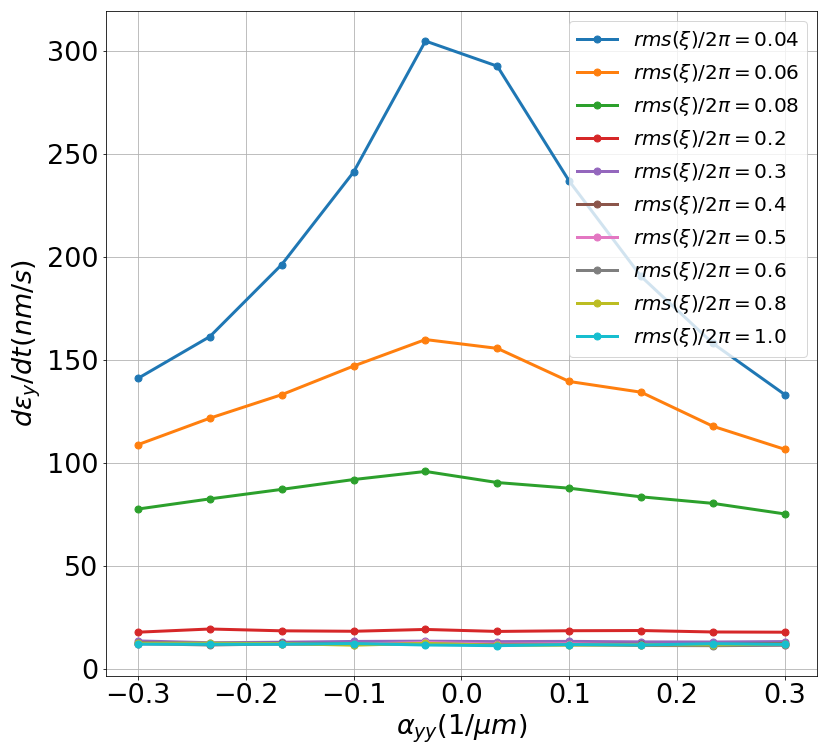 300
250
200
150
100
50
0
dε_y/dt(nm/s)
−0.3
−0.2
−0.1
0.0
0.1
0.2
0.3
α_yy(1/μm)
rms(ξ)/2π = 0.04
rms(ξ)/2π = 0.06
rms(ξ)/2π = 0.08
rms(ξ)/2π = 0.2
rms(ξ)/2π = 0.3
rms(ξ)/2π = 0.4
rms(ξ)/2π = 0.5
rms(ξ)/2π = 0.6
rms(ξ)/2π = 0.8
rms(ξ)/2π = 1.0